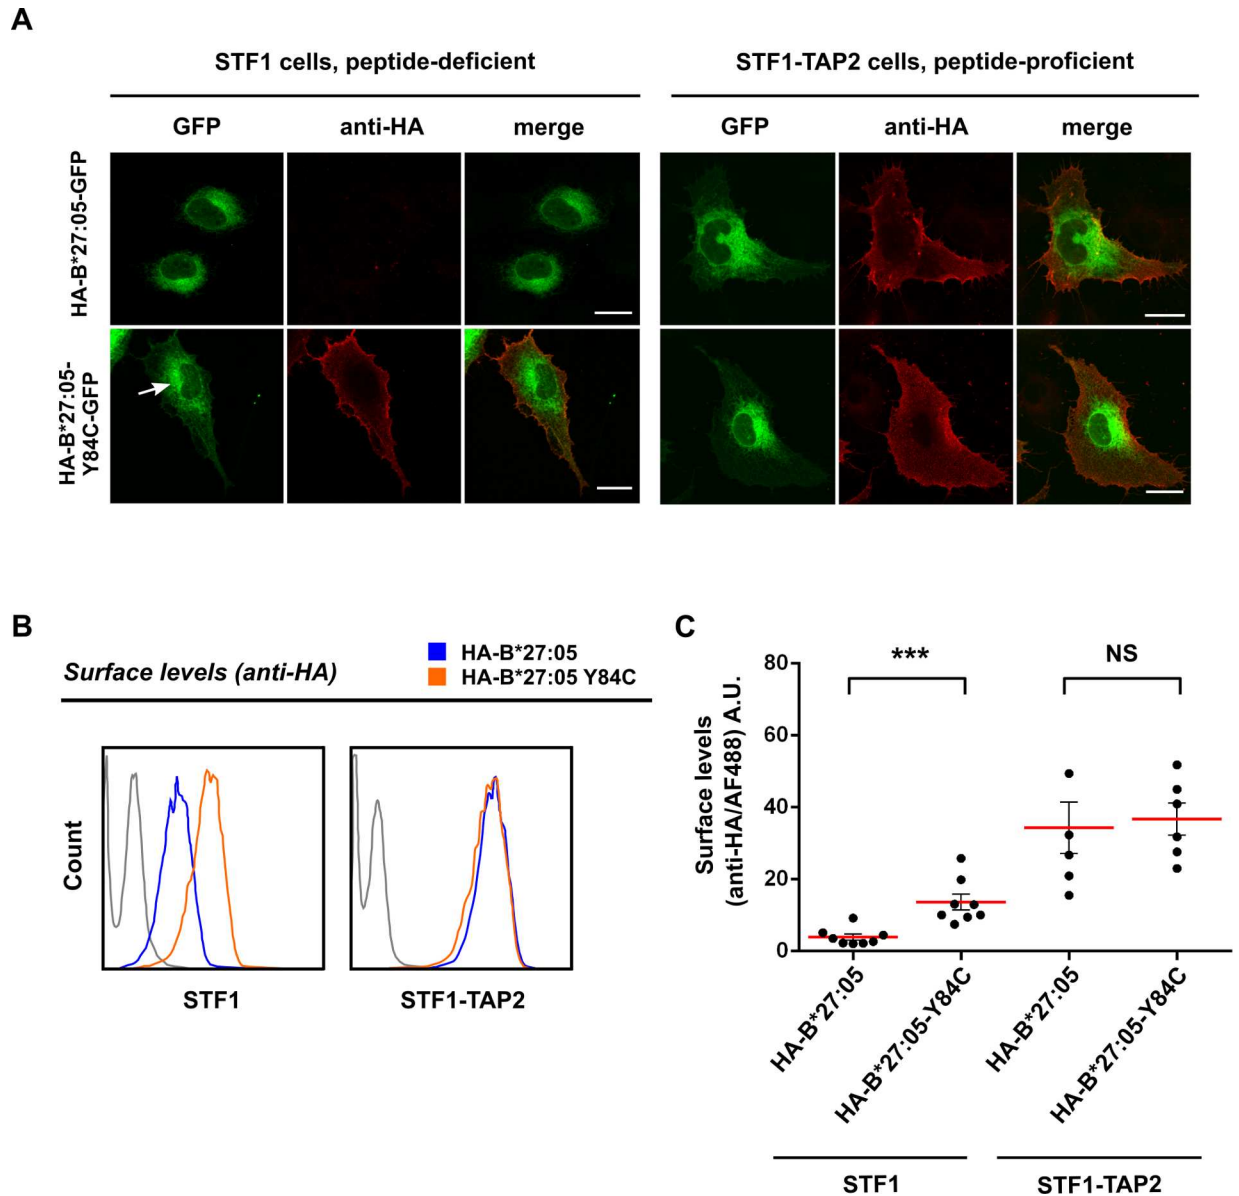 A
STF1 cells, peptide-deficient
STF1-TAP2 cells, peptide-proficient
GFP anti-HA merge
GFP anti-HA merge
HA-B*27:05-GFP
HA-B*27:05-
Y84C-GFP
B
Surface levels (anti-HA)
HA-B*27:05
HA-B*27:05 Y84C
Count
STF1
STF1-TAP2
C
Surface levels
(anti-HA/AF488) A.U.
80
60
40
20
0
***
NS
HA-B*27:05
HA-B*27:05-Y84C
HA-B*27:05
HA-B*27:05-Y84C
STF1
STF1-TAP2